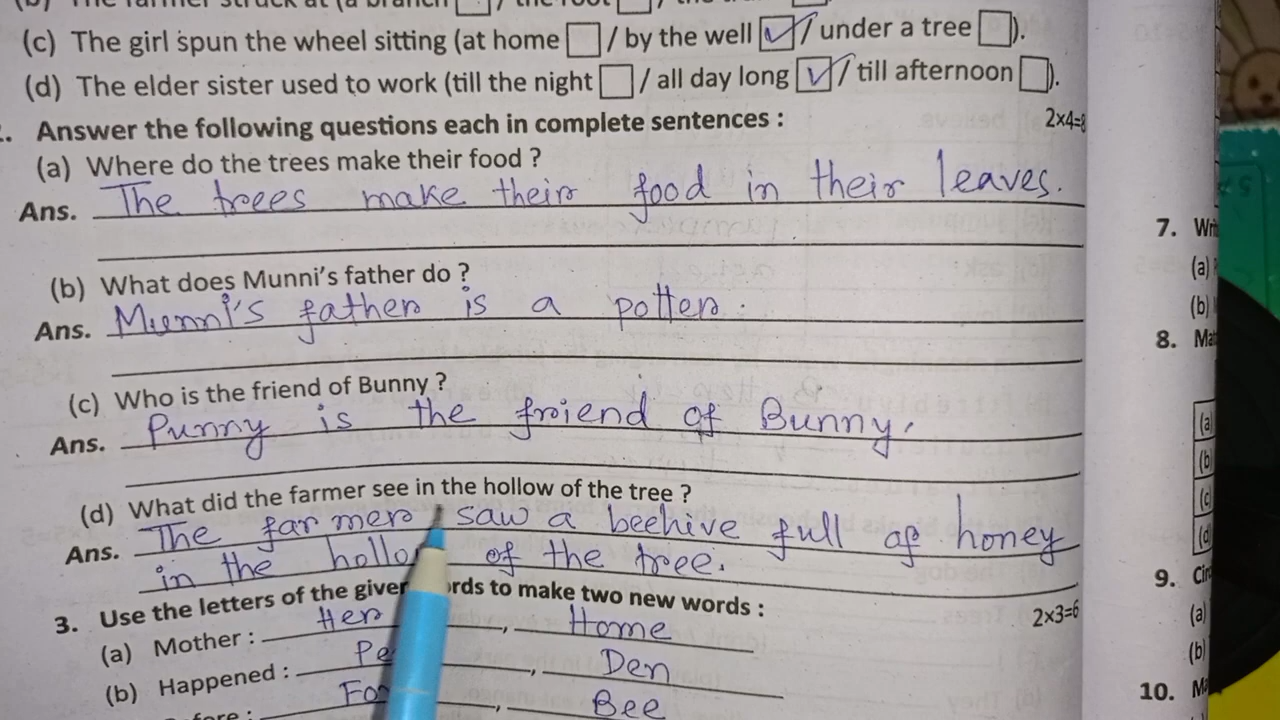 (c) The girl spun the wheel sitting (at home / by the well ✓ / under a tree ).
(d) The elder sister used to work (till the night / all day long ✓ / till afternoon ).
Answer the following questions each in complete sentences : 2×4=8
(a) Where do the trees make their food ?
Ans. The trees make their food in their leaves.
(b) What does Munni's father do ?
Ans. Munni's father is a potter.
(c) Who is the friend of Bunny ?
Ans. Punny is the friend of Bunny.
(d) What did the farmer see in the hollow of the tree ?
Ans. The farmer saw a beehive full of honey
in the of the tree.
3. Use the letters of the given to make two new words : 2×3=6
(a) Mother : Her , Home
(b) Happened : , Den
, Bee
7.
(a)
(b)
8.
(a)
(b)
(c)
(d)
9.
(a)
(b)
10.